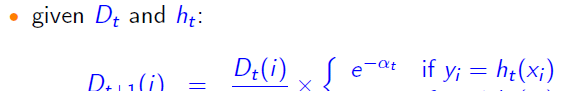 • given D_t and h_t:
D_{t+1}(i) = D_t(i) × { e^{-α_t} if y_i = h_t(x_i)